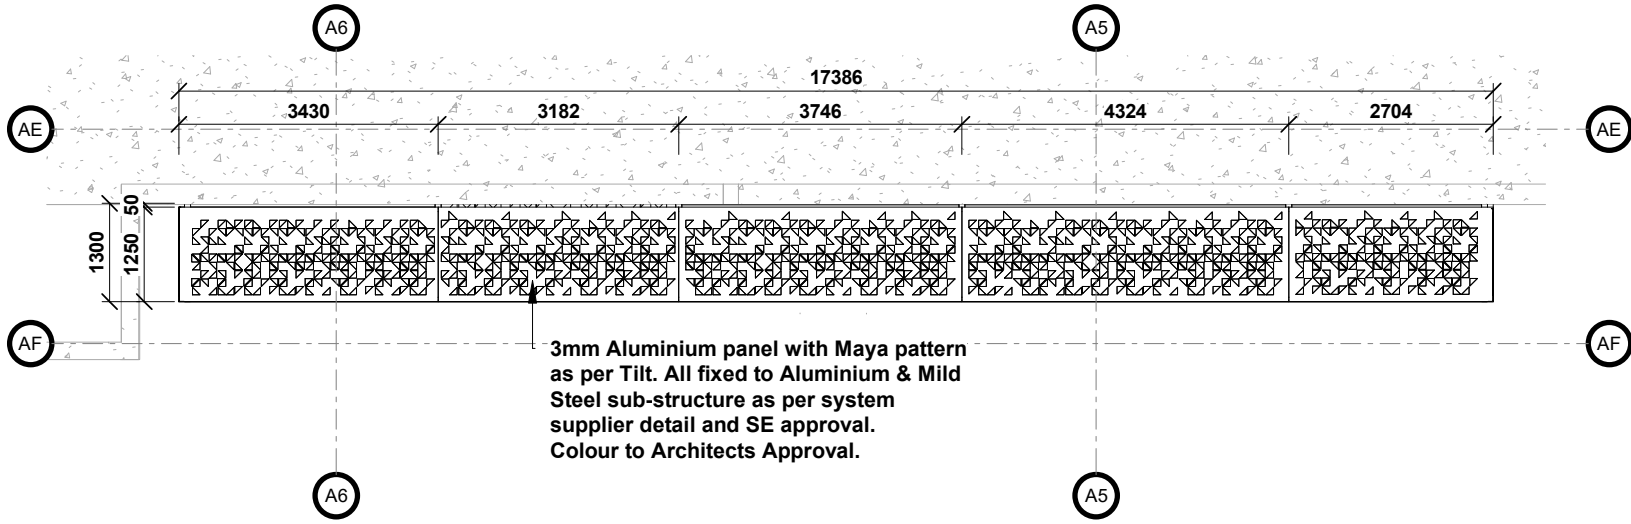 A6
A5
17386
3430
3182
3746
4324
2704
AE
AE
50
1300
1250
AF
AF
3mm Aluminium panel with Maya pattern
as per Tilt. All fixed to Aluminium & Mild
Steel sub-structure as per system
supplier detail and SE approval.
Colour to Architects Approval.
A6
A5